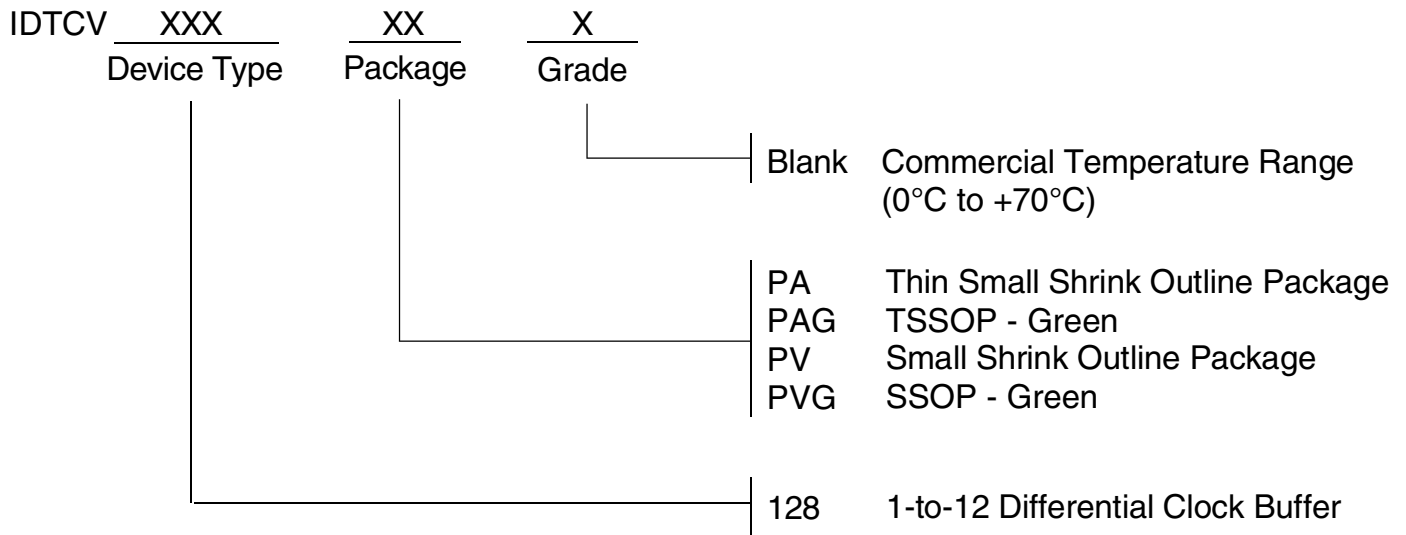 IDTCV XXX XX X
Device Type Package Grade
Blank Commercial Temperature Range
(0°C to +70°C)
PA Thin Small Shrink Outline Package
PAG TSSOP - Green
PV Small Shrink Outline Package
PVG SSOP - Green
128 1-to-12 Differential Clock Buffer